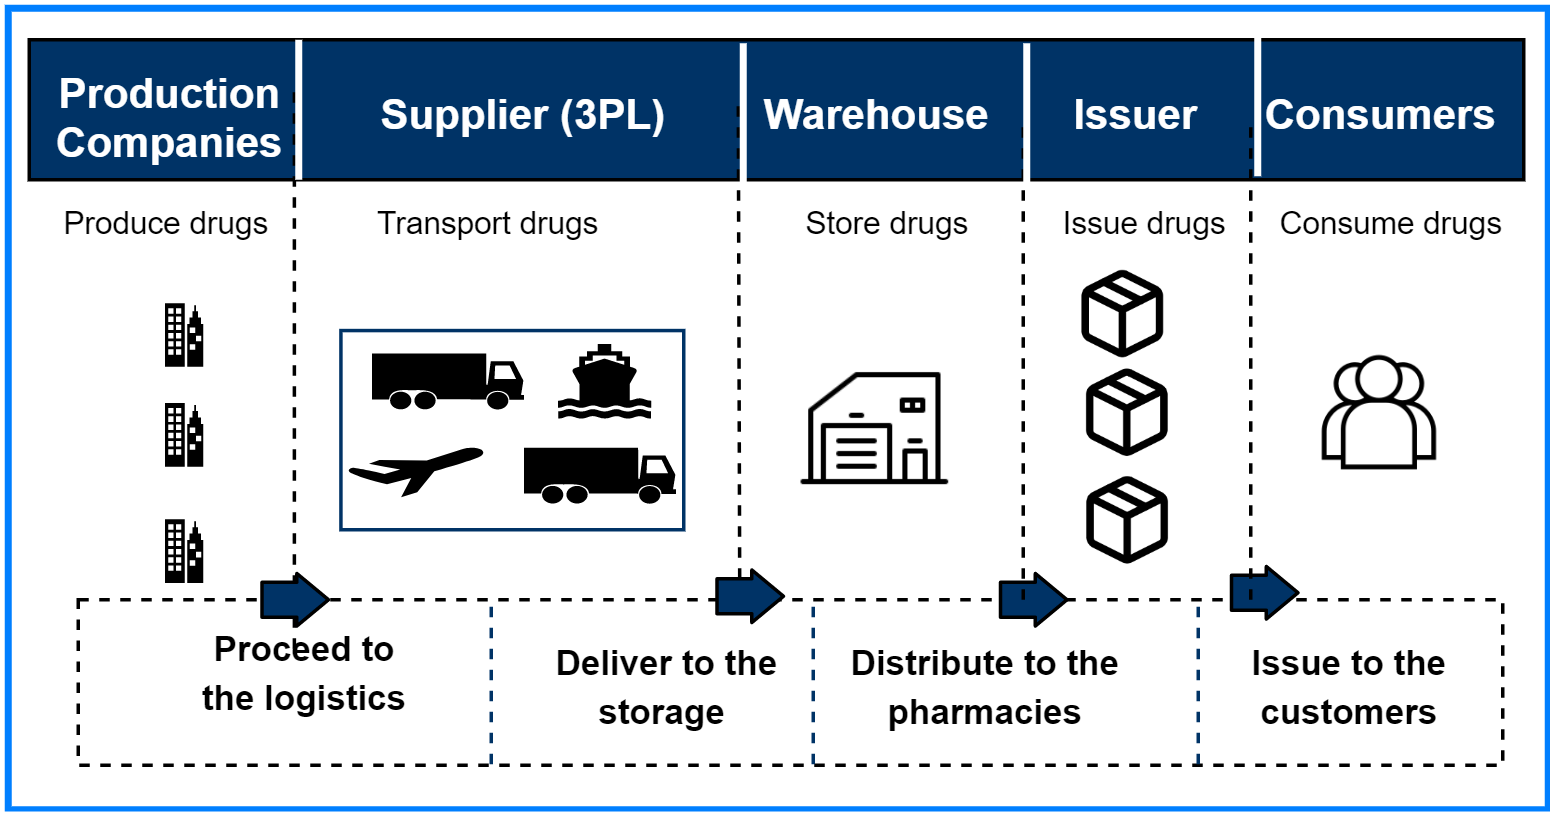 Production
Companies
Supplier (3PL)
Warehouse
Issuer
Consumers
Produce drugs
Transport drugs
Store drugs
Issue drugs
Consume drugs
Proceed to
the logistics
Deliver to the
storage
Distribute to the
pharmacies
Issue to the
customers